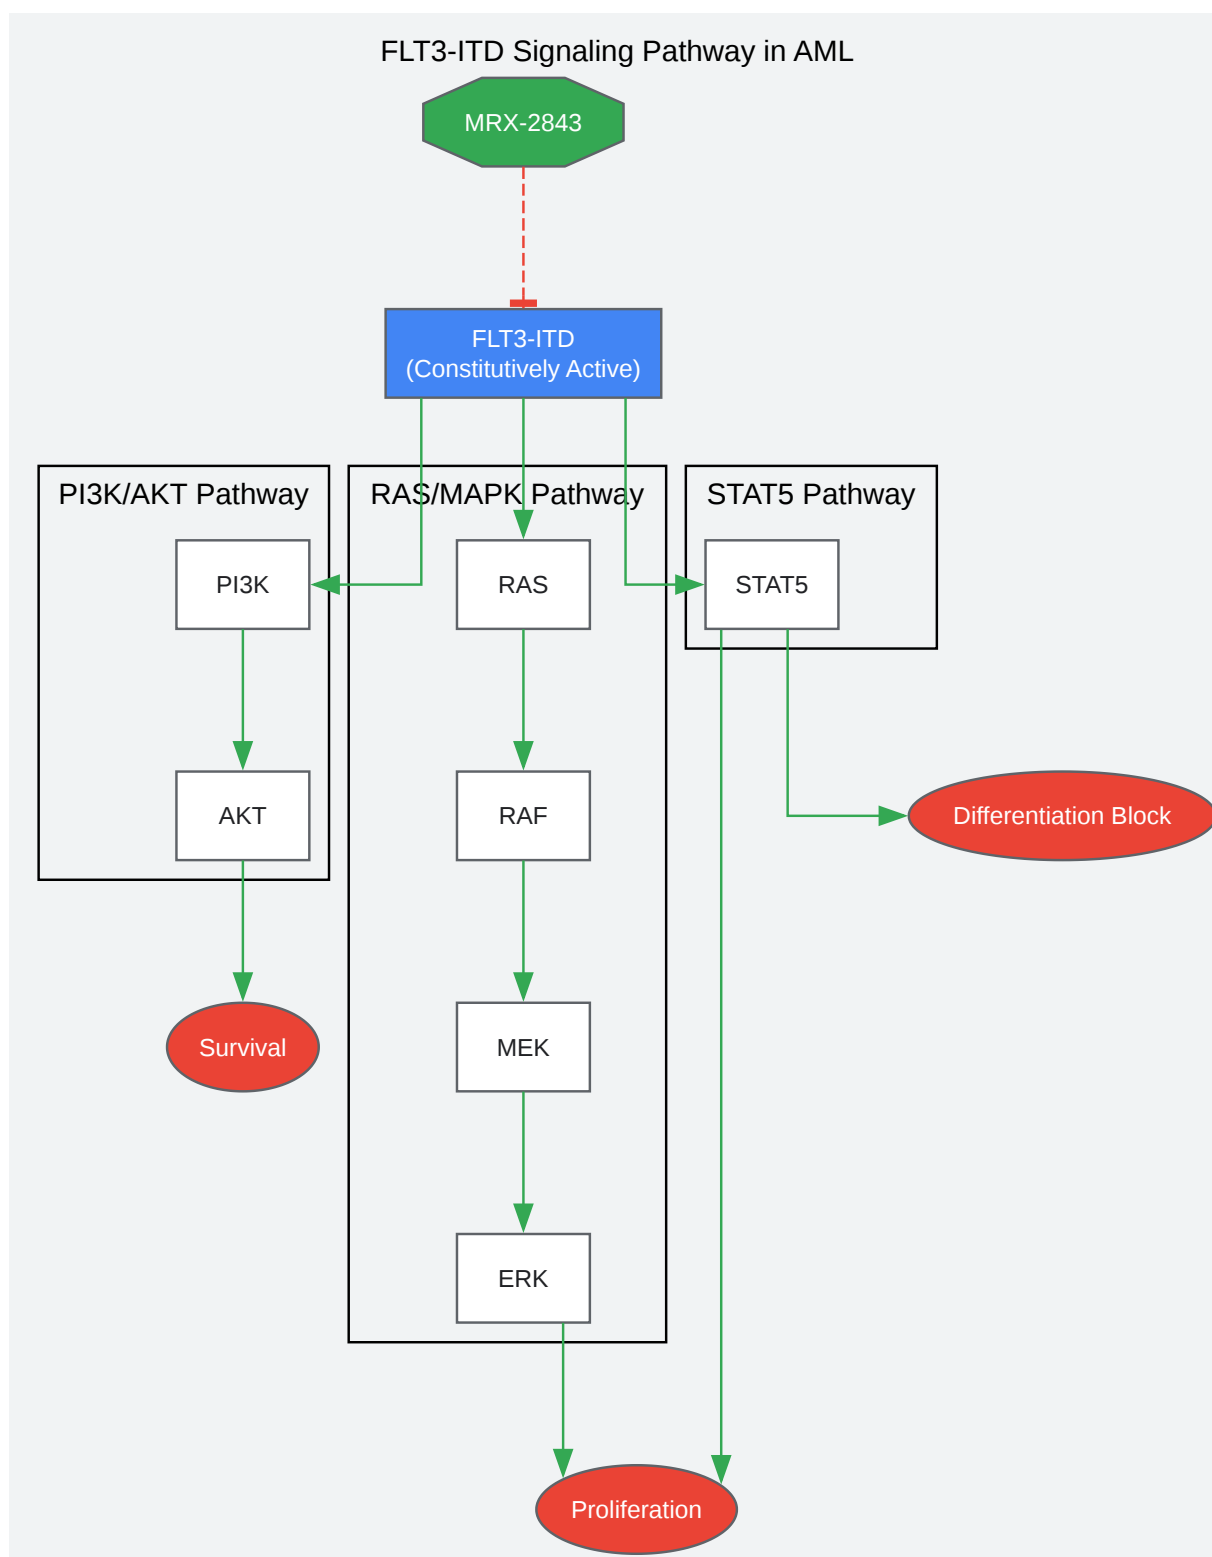 FLT3-ITD Signaling Pathway in AML
MRX-2843
FLT3-ITD
(Constitutively Active)
PI3K/AKT Pathway
RAS/MAPK Pathway
STAT5 Pathway
PI3K
RAS
STAT5
AKT
RAF
Differentiation Block
Survival
MEK
ERK
Proliferation